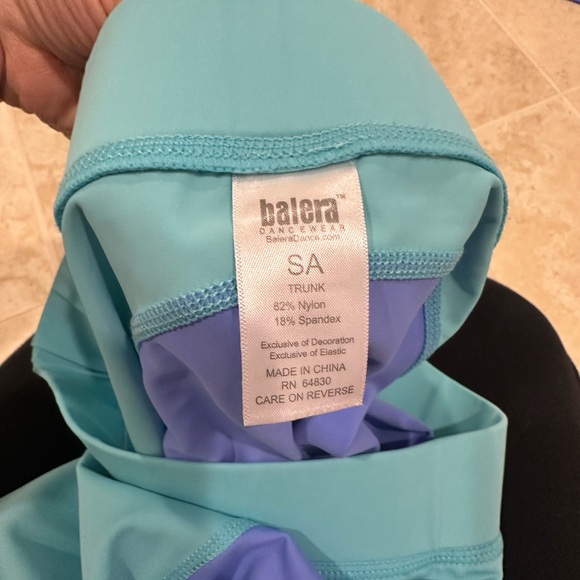 balera™
DANCEWEAR
BaleraDance.com
SA
TRUNK
82% Nylon
18% Spandex
Exclusive of Decoration
Exclusive of Elastic
MADE IN CHINA
RN 64830
CARE ON REVERSE